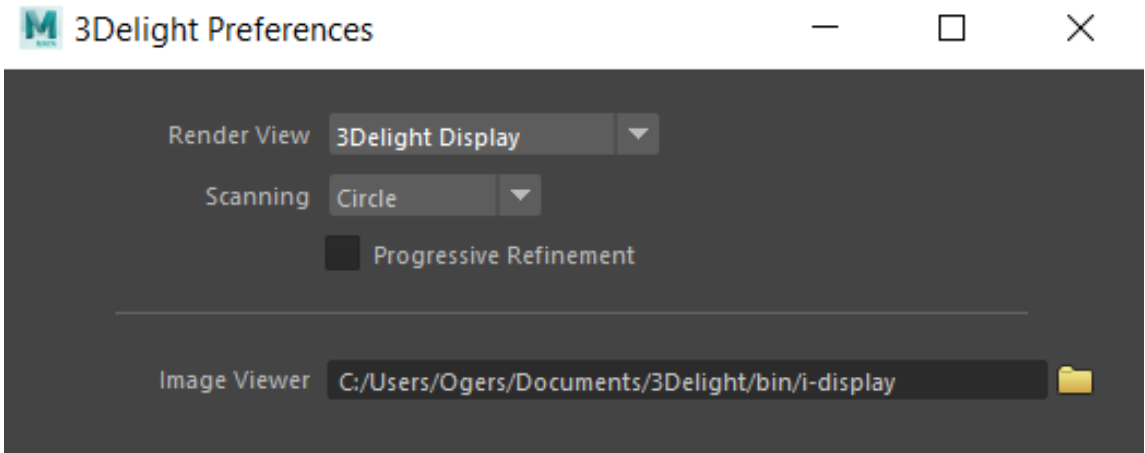 3Delight Preferences
Render View 3Delight Display
Scanning Circle
Progressive Refinement
Image Viewer C:/Users/Ogers/Documents/3Delight/bin/i-display